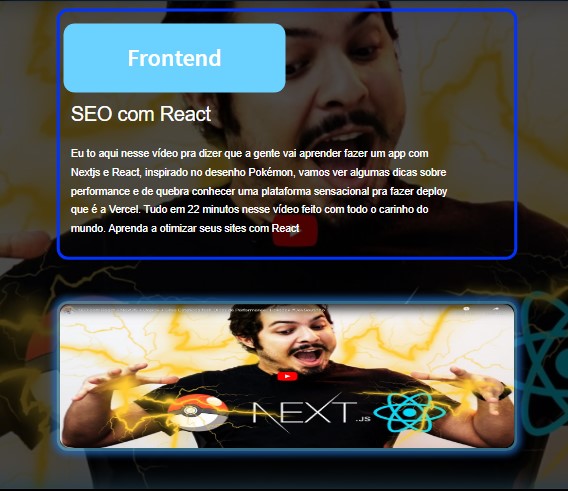 Frontend
SEO com React
Eu to aqui nesse vídeo pra dizer que a gente vai aprender fazer um app com
Nextjs e React, inspirado no desenho Pokémon, vamos ver algumas dicas sobre
performance e de quebra conhecer uma plataforma sensacional pra fazer deploy
que é a Vercel. Tudo em 22 minutos nesse vídeo feito com todo o carinho do
mundo. Aprenda a otimizar seus sites com React
NEXT.JS